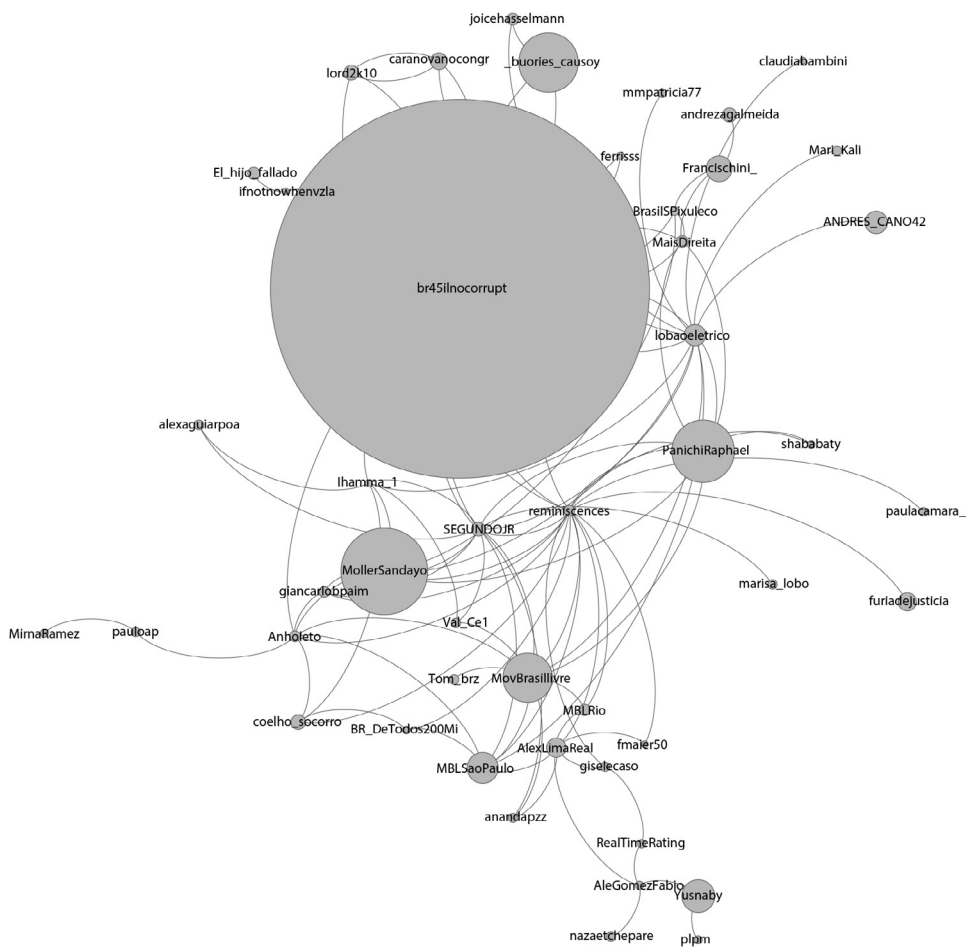 joicehasselmann
_buories_causoy
caranovanocongr
lord2k10
claudiabambini
mmpatricia77
andrezagalmeida
Mari_Kali
ferrisss
Francischini_
El_hijo_fallado
ifnotnowhenvzla
BrasilSPixuleco
ANDRES_CANO42
MaisDireita
br45ilnocorrupt
lobaoeletrico
alexaguiarpoa
PanichiRaphael
shababaty
Ihamma_1
reminiscences
paulacamara_
SEGUNDOJR
MollerSandayo
giancarlobpaim
marisa_lobo
furiadejusticia
Val_Ce1
MirnaRamez
pauloap
Anholeto
Tom_brz
MovBrasillivre
MBLRio
coelho_socorro
BR_DeTodos200Mi
AlexLimaReal
fmaier50
MBLSaoPaulo
giselecaso
anandapzz
RealTimeRating
AleGomezFabio
Yusnaby
nazaetchepare
plpm